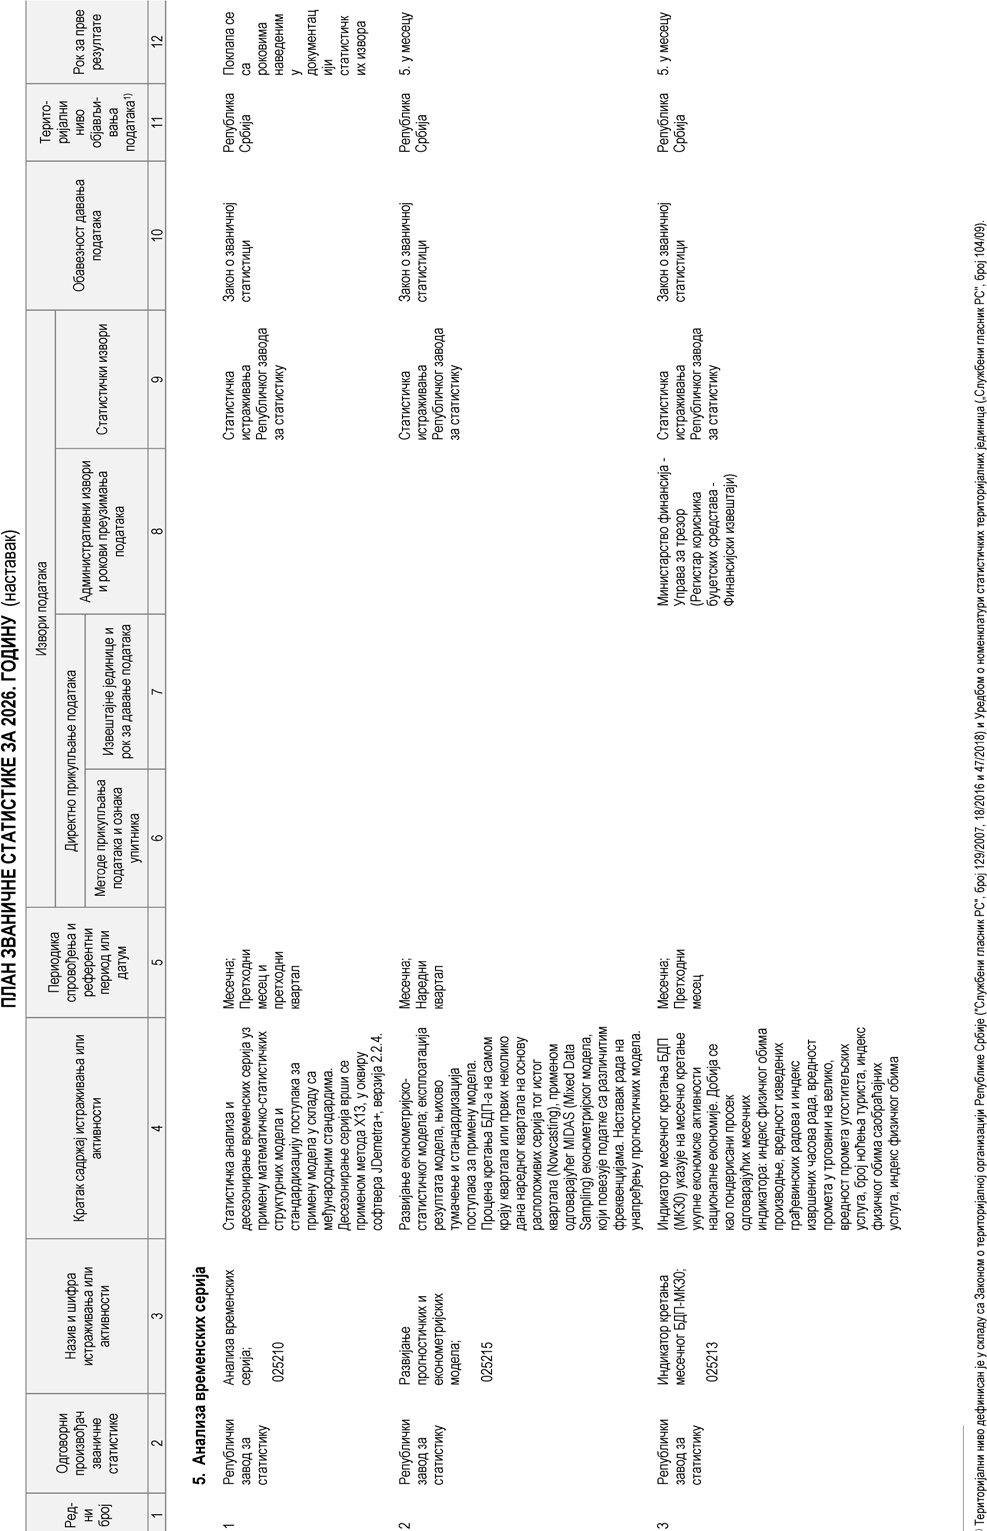 ПЛАН ЗВАНИЧНЕ СТАТИСТИКЕ ЗА 2026. ГОДИНУ (наставак)
Ред-
ни
број
Одговорни
произвођач
званичне
статистике
Назив и шифра
истраживања или
активности
Кратак садржај истраживања или
активности
Периодика
спровођења и
референтни
период или
датум
Извори података
Директно прикупљање података
Методе прикупљања
података и ознака
упитника
Извештајне јединице и
рок за давање података
Административни извори
и рокови преузимања
података
Статистички извори
Обавезност давања
података
Терито-
ријални
ниво
објављи-
вања
података1)
Рок за прве
резултате
1 2 3 4 5 6 7 8 9 10 11 12
5. Анализа временских серија
1
Републички
завод за
статистику
Анализа временских
серија;
025210
Статистичка анализа и
десезонирање временских серија уз
примену математичко-статистичких
структурних модела и
стандардизацију поступака за
примену модела у складу са
међународним стандардима.
Десезонирање серија врши се
применом метода X13, у оквиру
софтвера JDemetra+, верзија 2.2.4.
Месечна;
Претходни
месец и
претходни
квартал
Статистичка
истраживања
Републичког завода
за статистику
Закон о званичној
статистици
Република
Србија
Поклапа се
са
роковима
наведеним
у
документац
ији
статистичк
их извора
2
Републички
завод за
статистику
Развијање
прогностичких и
економетријских
модела;
025215
Развијање економетријско-
статистичког модела; експлоатација
резултата модела, њихово
тумачење и стандардизација
поступака за примену модела.
Процена кретања БДП-а на самом
крају квартала или првих неколико
дана наредног квартала на основу
расположивих серија тог истог
квартала (Nowcasting), применом
одговарајућег MIDAS (Mixed Data
Sampling) економетријског модела,
који повезује податке са различитим
фреквенцијама. Наставак рада на
унапређењу прогностичких модела.
Месечна;
Наредни
квартал
Статистичка
истраживања
Републичког завода
за статистику
Закон о званичној
статистици
Република
Србија
5. у месецу
3
Републички
завод за
статистику
Индикатор кретања
месечног БДП-МК30;
025213
Индикатор месечног кретања БДП
(МК30) указује на месечно кретање
укупне економске активности
националне економије. Добија се
као пондерисани просек
одговарајућих месечних
индикатора: индекс физичког обима
производње, вредност изведених
грађевинских радова и индекс
извршених часова рада, вредност
промета у трговини на велико,
вредност промета угоститељских
услуга, број ноћења туриста, индекс
физичког обима саобраћајних
услуга, индекс физичког обима
Месечна;
Претходни
месец
Министарство финансија -
Управа за трезор
(Регистар корисника
буџетских средстава -
Финансијски извештаји)
Статистичка
истраживања
Републичког завода
за статистику
Закон о званичној
статистици
Република
Србија
5. у месецу
1) Територијални ниво дефинисан је у складу са Законом о територијалној организацији Републике Србије ("Службени гласник РС", број 129/2007, 18/2016 и 47/2018) и Уредбом о номенклатури статистичких територијалних јединица („Службени гласник РС", број 104/09).